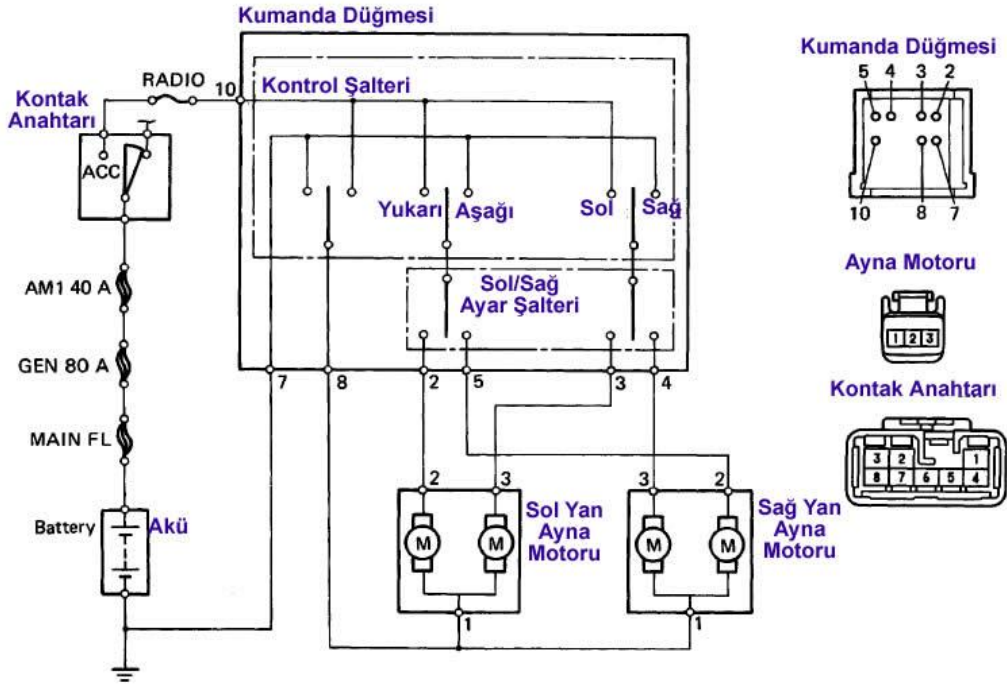 Kumanda Düğmesi
RADIO
10
Kontrol Şalteri
Kontak
Anahtarı
ACC
Yukarı
Aşağı
Sol
Sağ
Sol/Sağ
Ayar Şalteri
AM1 40 A
GEN 80 A
MAIN FL
Battery
Akü
7
8
2
5
3
4
2
3
M
M
1
Sol Yan
Ayna
Motoru
3
2
M
M
1
Sağ Yan
Ayna
Motoru
Kumanda Düğmesi
5 4 3 2
10 8 7
Ayna Motoru
1 2 3
Kontak Anahtarı
3 2 1
8 7 6 5 4